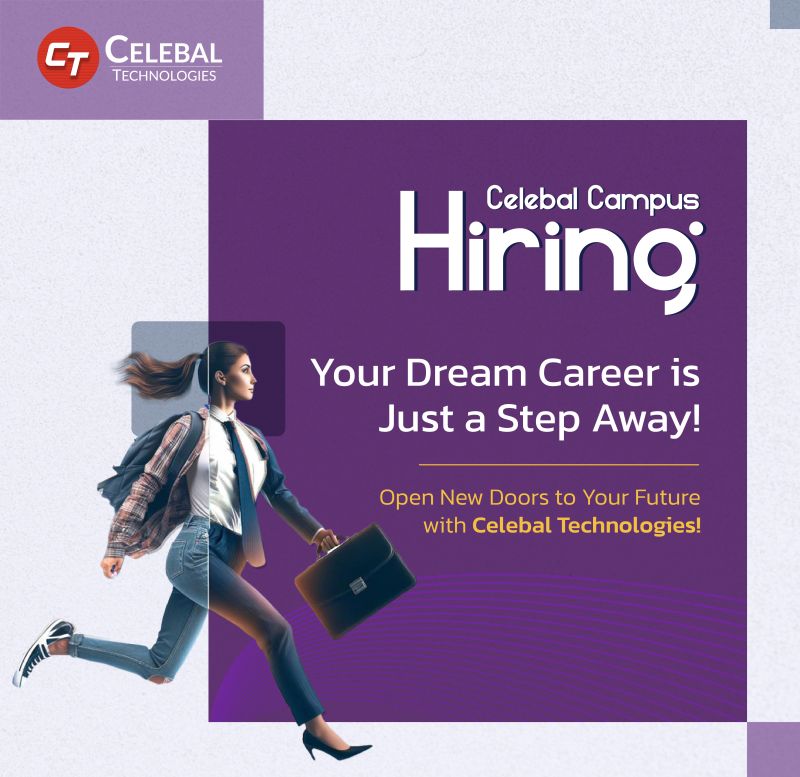 CT
CELEBAL
TECHNOLOGIES
Celebal Campus
Hiring
Your Dream Career is
Just a Step Away!
Open New Doors to Your Future
with Celebal Technologies!